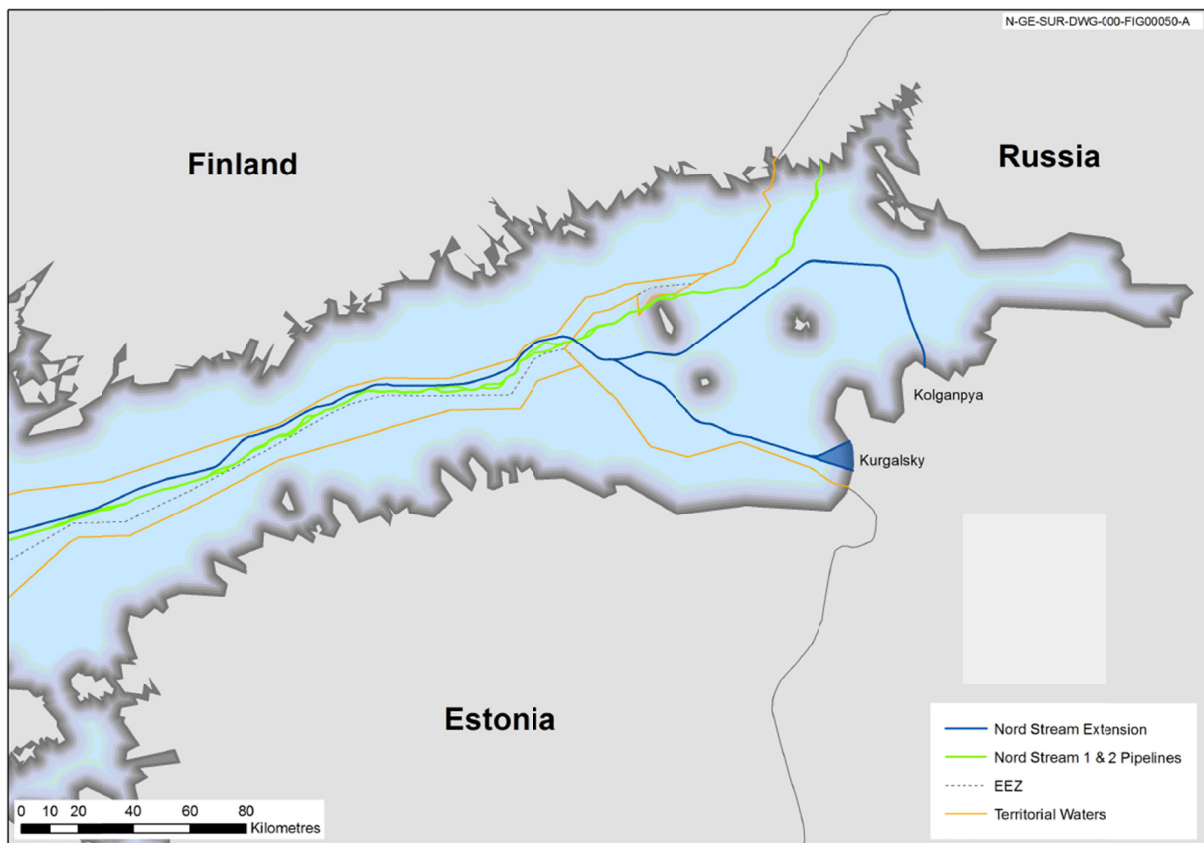 N-GE-SUR-DWG-000-FIG00050-A
Finland
Russia
Kolganpya
Kurgalsky
Estonia
Nord Stream Extension
Nord Stream 1 & 2 Pipelines
EEZ
Territorial Waters
0 10 20 40 60 80
Kilometres